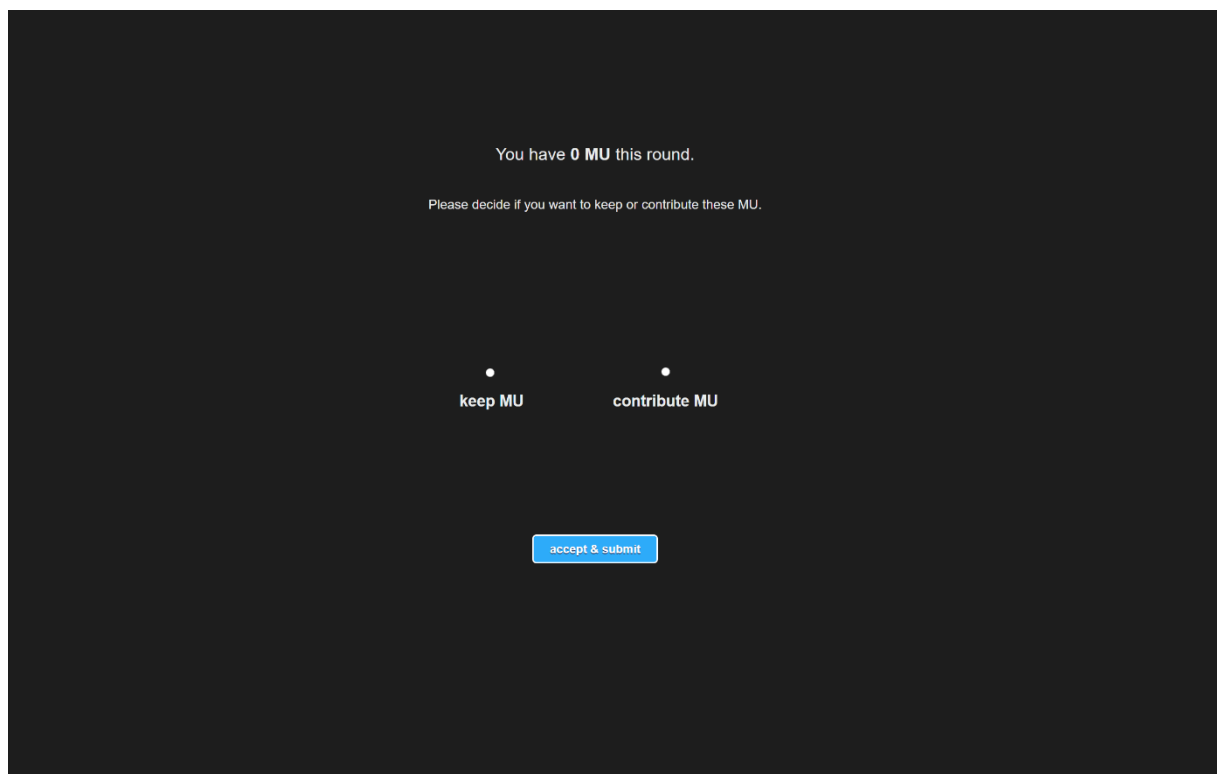 You have 0 MU this round.
Please decide if you want to keep or contribute these MU.
keep MU
contribute MU
accept & submit